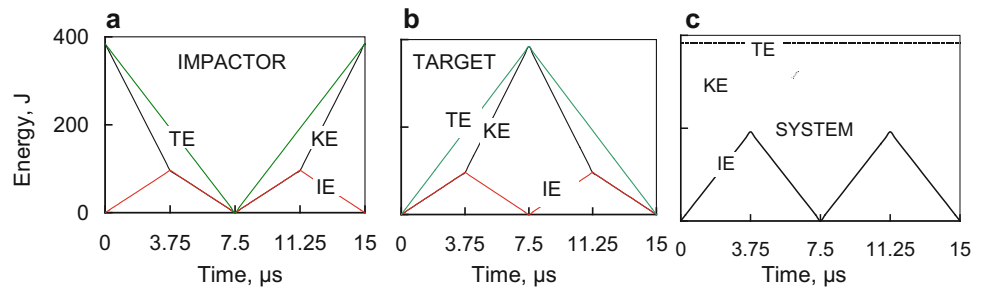 a
b
c
400
200
0
Energy, J
IMPACTOR
TE
KE
IE
0 3.75 7.5 11.25 15
Time, µs
TARGET
TE
KE
IE
0 3.75 7.5 11.25 15
Time, µs
TE
KE
SYSTEM
IE
0 3.75 7.5 11.25 15
Time, µs